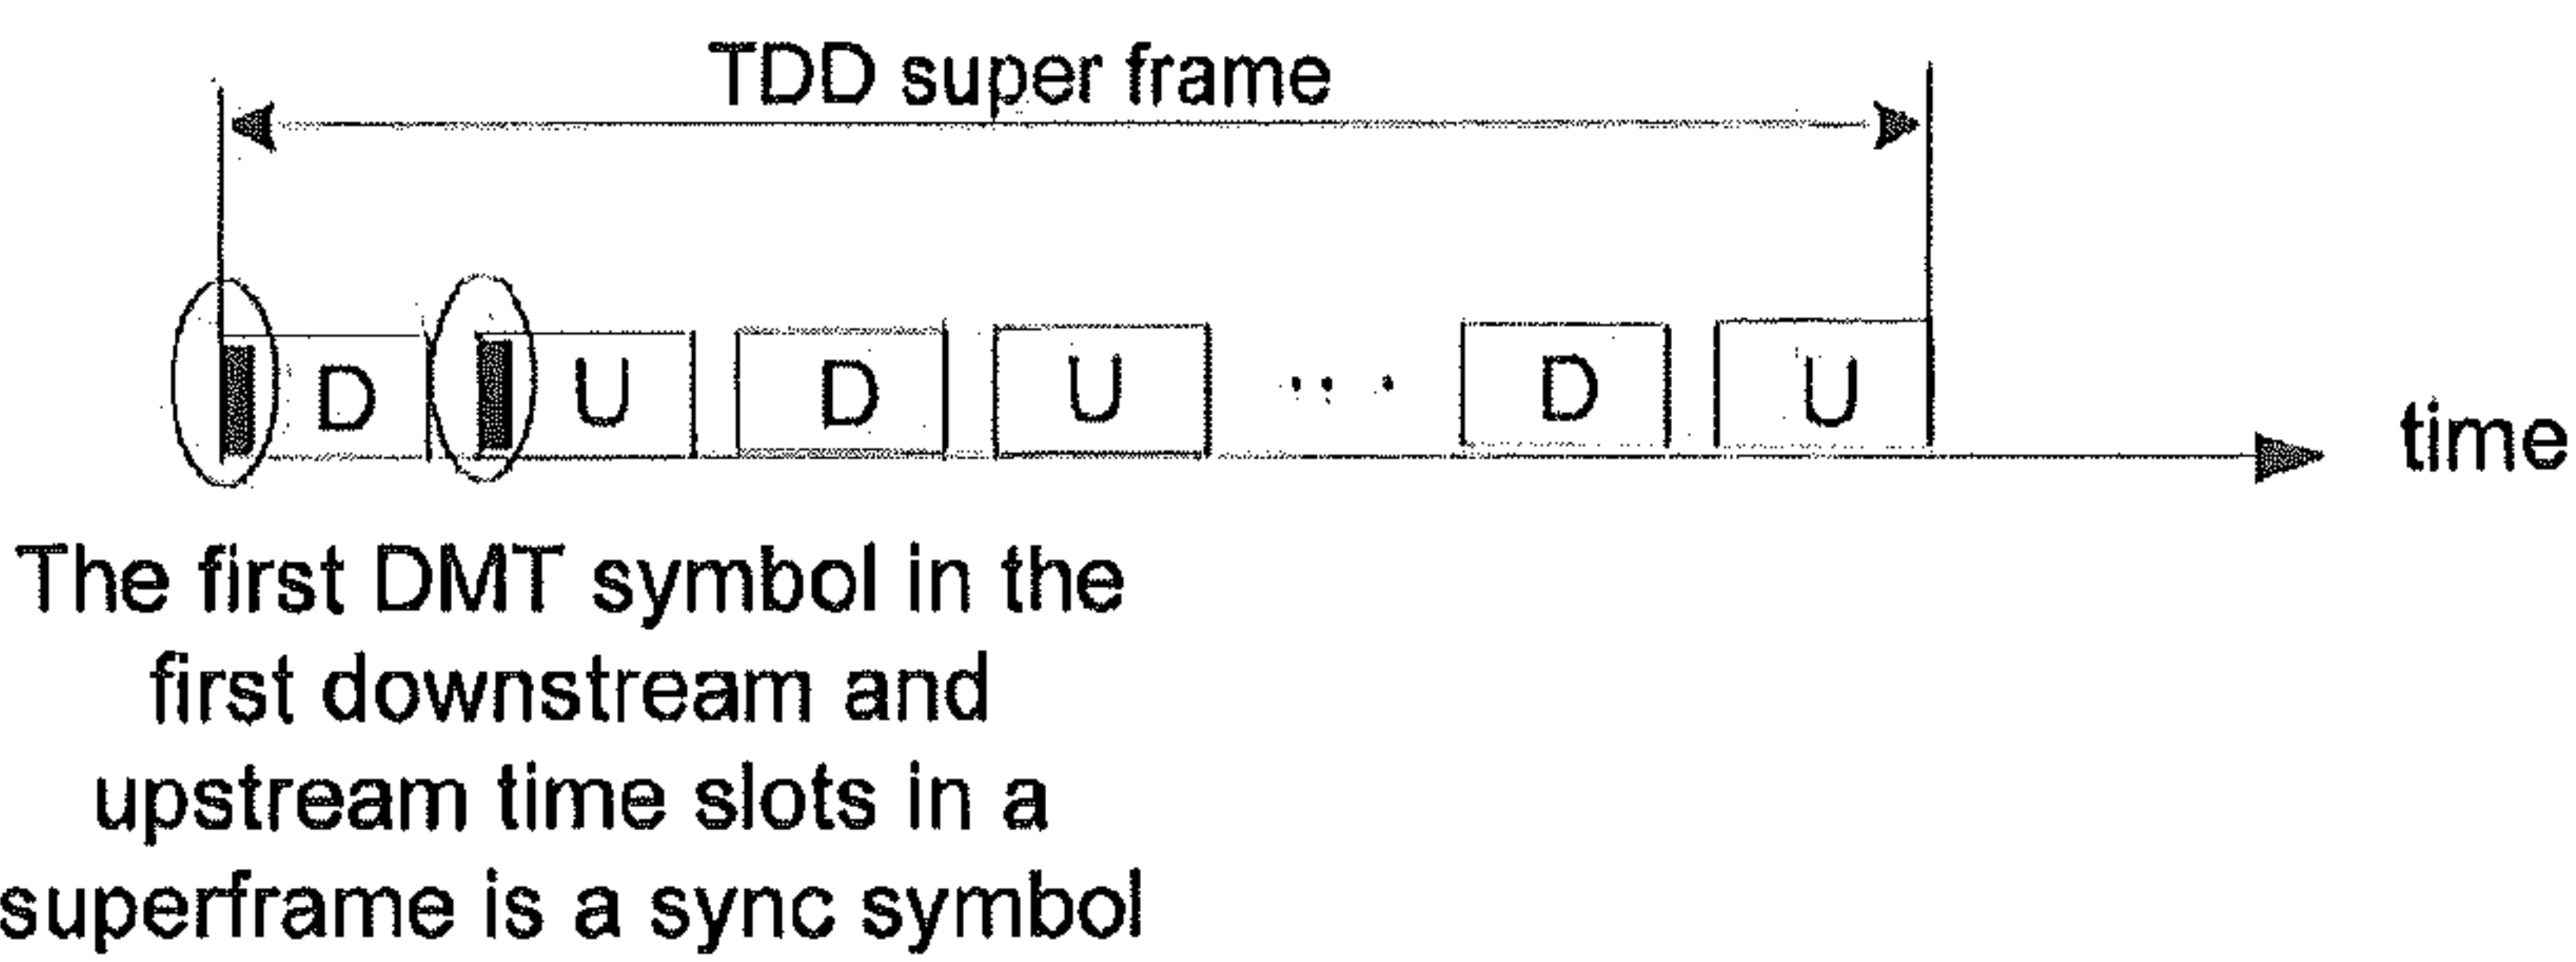 TDD super frame
D U D U ... D U
time
The first DMT symbol in the
first downstream and
upstream time slots in a
superframe is a sync symbol